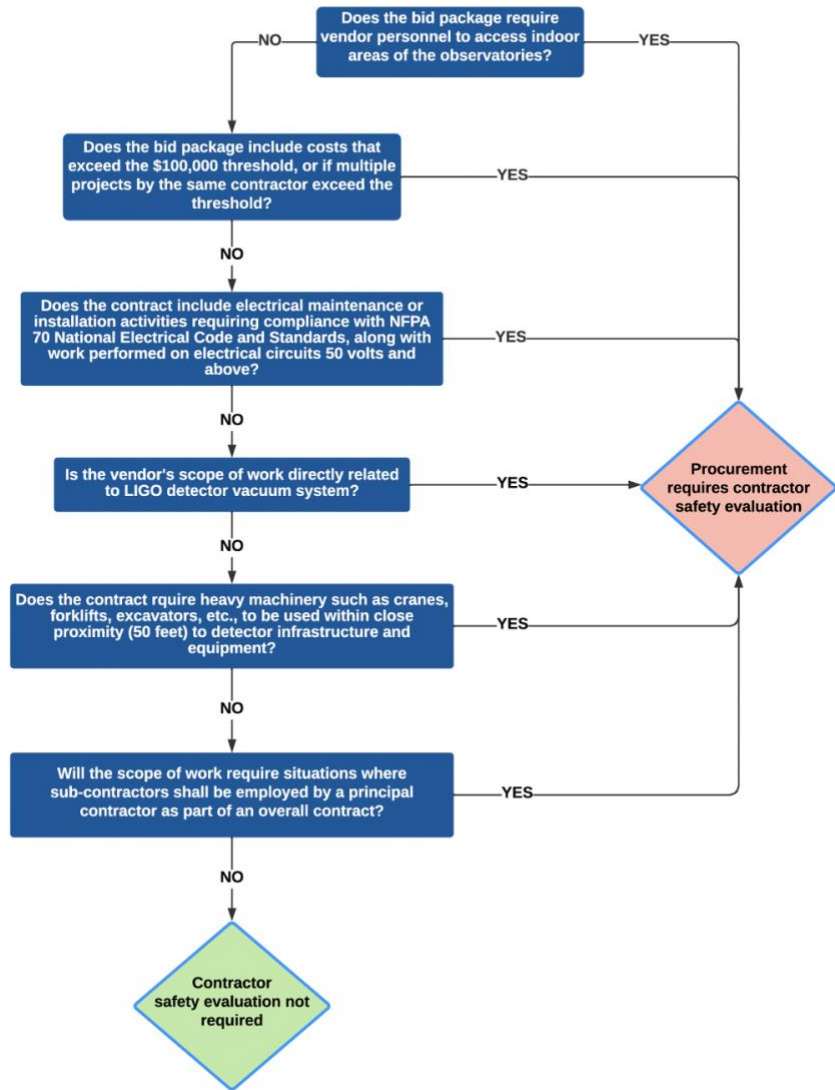 Does the bid package require
vendor personnel to access indoor
areas of the observatories?
NO
YES
Does the bid package include costs that
exceed the $100,000 threshold, or if multiple
projects by the same contractor exceed the
threshold?
YES
NO
Does the contract include electrical maintenance or
installation activities requiring compliance with NFPA
70 National Electrical Code and Standards, along with
work performed on electrical circuits 50 volts and
above?
YES
NO
Is the vendor's scope of work directly related
to LIGO detector vacuum system?
YES
Procurement
requires contractor
safety evaluation
NO
Does the contract rquire heavy machinery such as cranes,
forklifts, excavators, etc., to be used within close
proximity (50 feet) to detector infrastructure and
equipment?
YES
NO
Will the scope of work require situations where
sub-contractors shall be employed by a principal
contractor as part of an overall contract?
YES
NO
Contractor
safety evaluation not
required